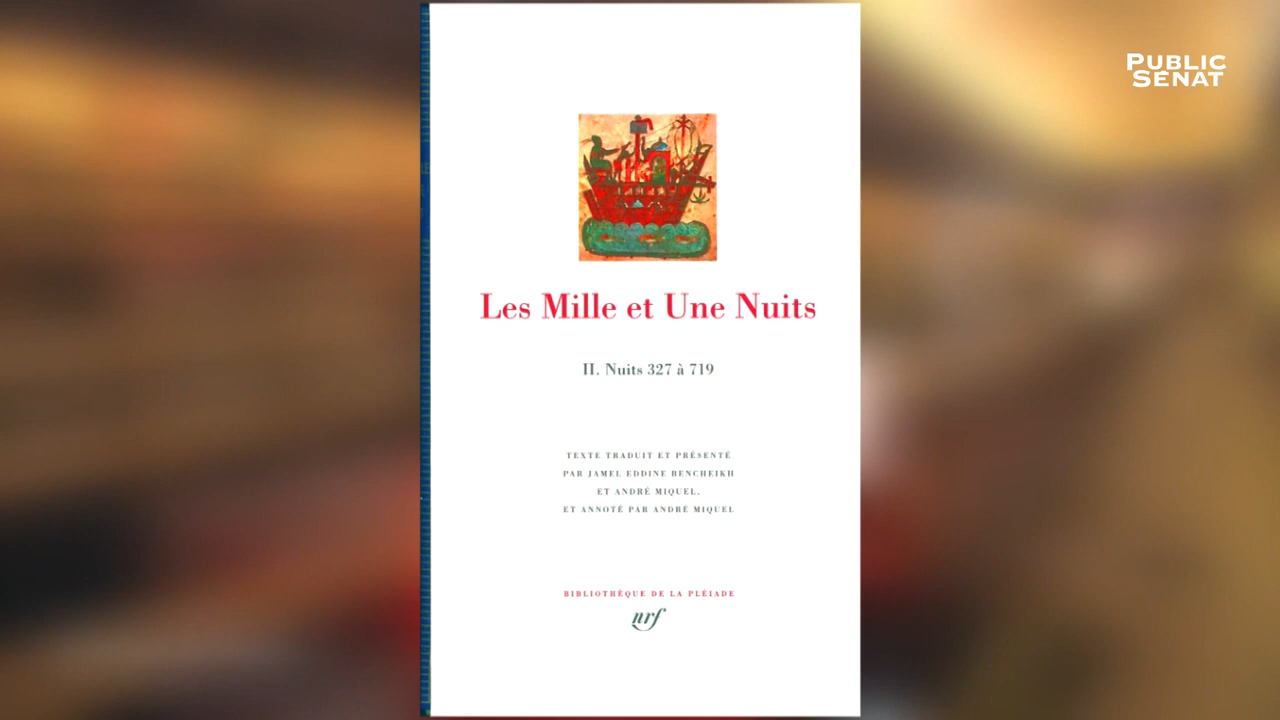 PUBLIC
SÉNAT
Les Mille et Une Nuits
II. Nuits 327 à 719
TEXTE TRADUIT ET PRÉSENTÉ
PAR JAMEL EDDINE BENCHEIKH
ET ANDRÉ MIQUEL,
ET ANNOTÉ PAR ANDRÉ MIQUEL
BIBLIOTHÈQUE DE LA PLÉIADE
nrf